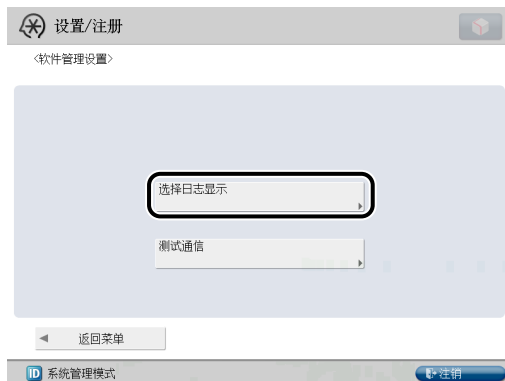 设置/注册
<软件管理设置>
选择日志显示
测试通信
返回菜单
ID 系统管理模式
注销